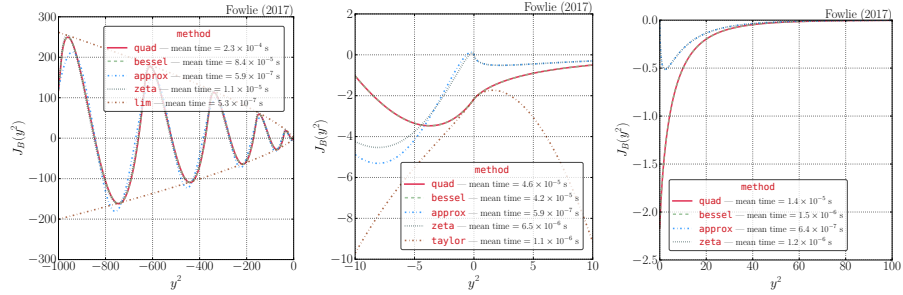 Fowlie (2017)
method
quad — mean time = 2.3 × 10⁻⁴ s
bessel — mean time = 8.4 × 10⁻⁵ s
approx — mean time = 5.9 × 10⁻⁷ s
zeta — mean time = 1.1 × 10⁻⁵ s
lim — mean time = 5.3 × 10⁻⁷ s
J_B(y²)
300
200
100
0
−100
−200
−300
−1000 −800 −600 −400 −200 0
y²
Fowlie (2017)
J_B(y²)
2
0
−2
−4
−6
−8
−10
method
quad — mean time = 4.6 × 10⁻⁵ s
bessel — mean time = 4.2 × 10⁻⁵ s
approx — mean time = 5.9 × 10⁻⁷ s
zeta — mean time = 6.5 × 10⁻⁶ s
taylor — mean time = 1.1 × 10⁻⁶ s
−10 −5 0 5 10
y²
Fowlie (2017)
J_B(y²)
0.0
−0.5
−1.0
−1.5
−2.0
−2.5
method
quad — mean time = 1.4 × 10⁻⁵ s
bessel — mean time = 1.5 × 10⁻⁶ s
approx — mean time = 6.4 × 10⁻⁷ s
zeta — mean time = 1.2 × 10⁻⁶ s
0 20 40 60 80 100
y²